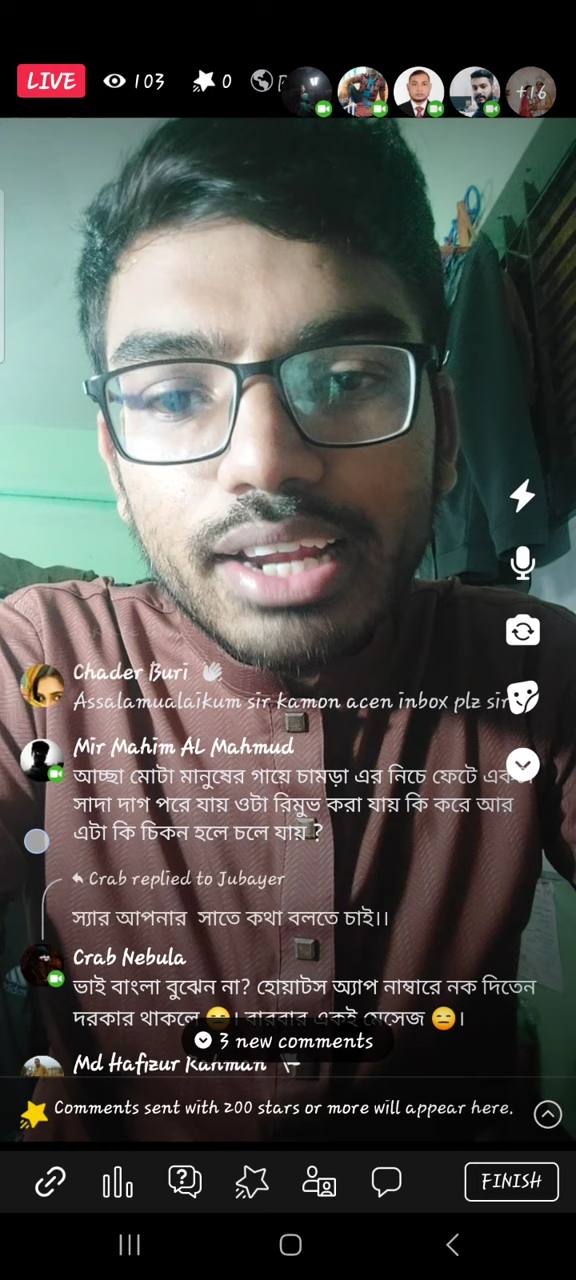 LIVE 103 0
+16
Chader Buri
Assalamualaikum sir kamon acen inbox plz sir
Mir Mahim AL Mahmud
আচ্ছা মোটা মানুষের গায়ে চামড়া এর নিচে ফেটে
সাদা দাগ পরে যায় ওটা রিমুভ করা যায় কি করে আর
এটা কি চিকন হলে চলে যায় ?
Crab replied to Jubayer
স্যার আপনার সাতে কথা বলতে চাই।।
Crab Nebula
ভাই বাংলা বুঝেন না? হোয়াটস অ্যাপ নাম্বারে নক দিতেন
দরকার থাকলে 😑। বারবার একই মেসেজ 😑।
3 new comments
Md Hafizur Rahman
Comments sent with 200 stars or more will appear here.
FINISH